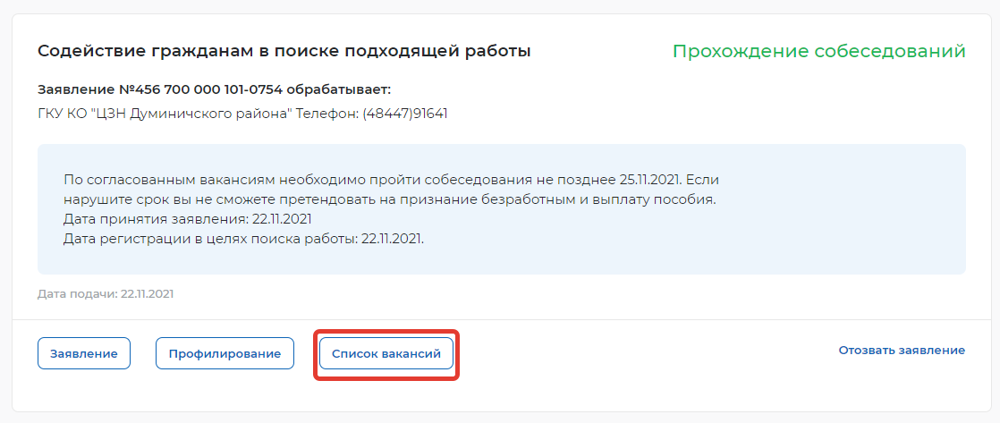 Содействие гражданам в поиске подходящей работы
Прохождение собеседований
Заявление №456 700 000 101-0754 обрабатывает:
ГКУ КО "ЦЗН Думиничского района" Телефон: (48447)91641
По согласованным вакансиям необходимо пройти собеседования не позднее 25.11.2021. Если
нарушите срок вы не сможете претендовать на признание безработным и выплату пособия.
Дата принятия заявления: 22.11.2021
Дата регистрации в целях поиска работы: 22.11.2021.
Дата подачи: 22.11.2021
Заявление
Профилирование
Список вакансий
Отозвать заявление